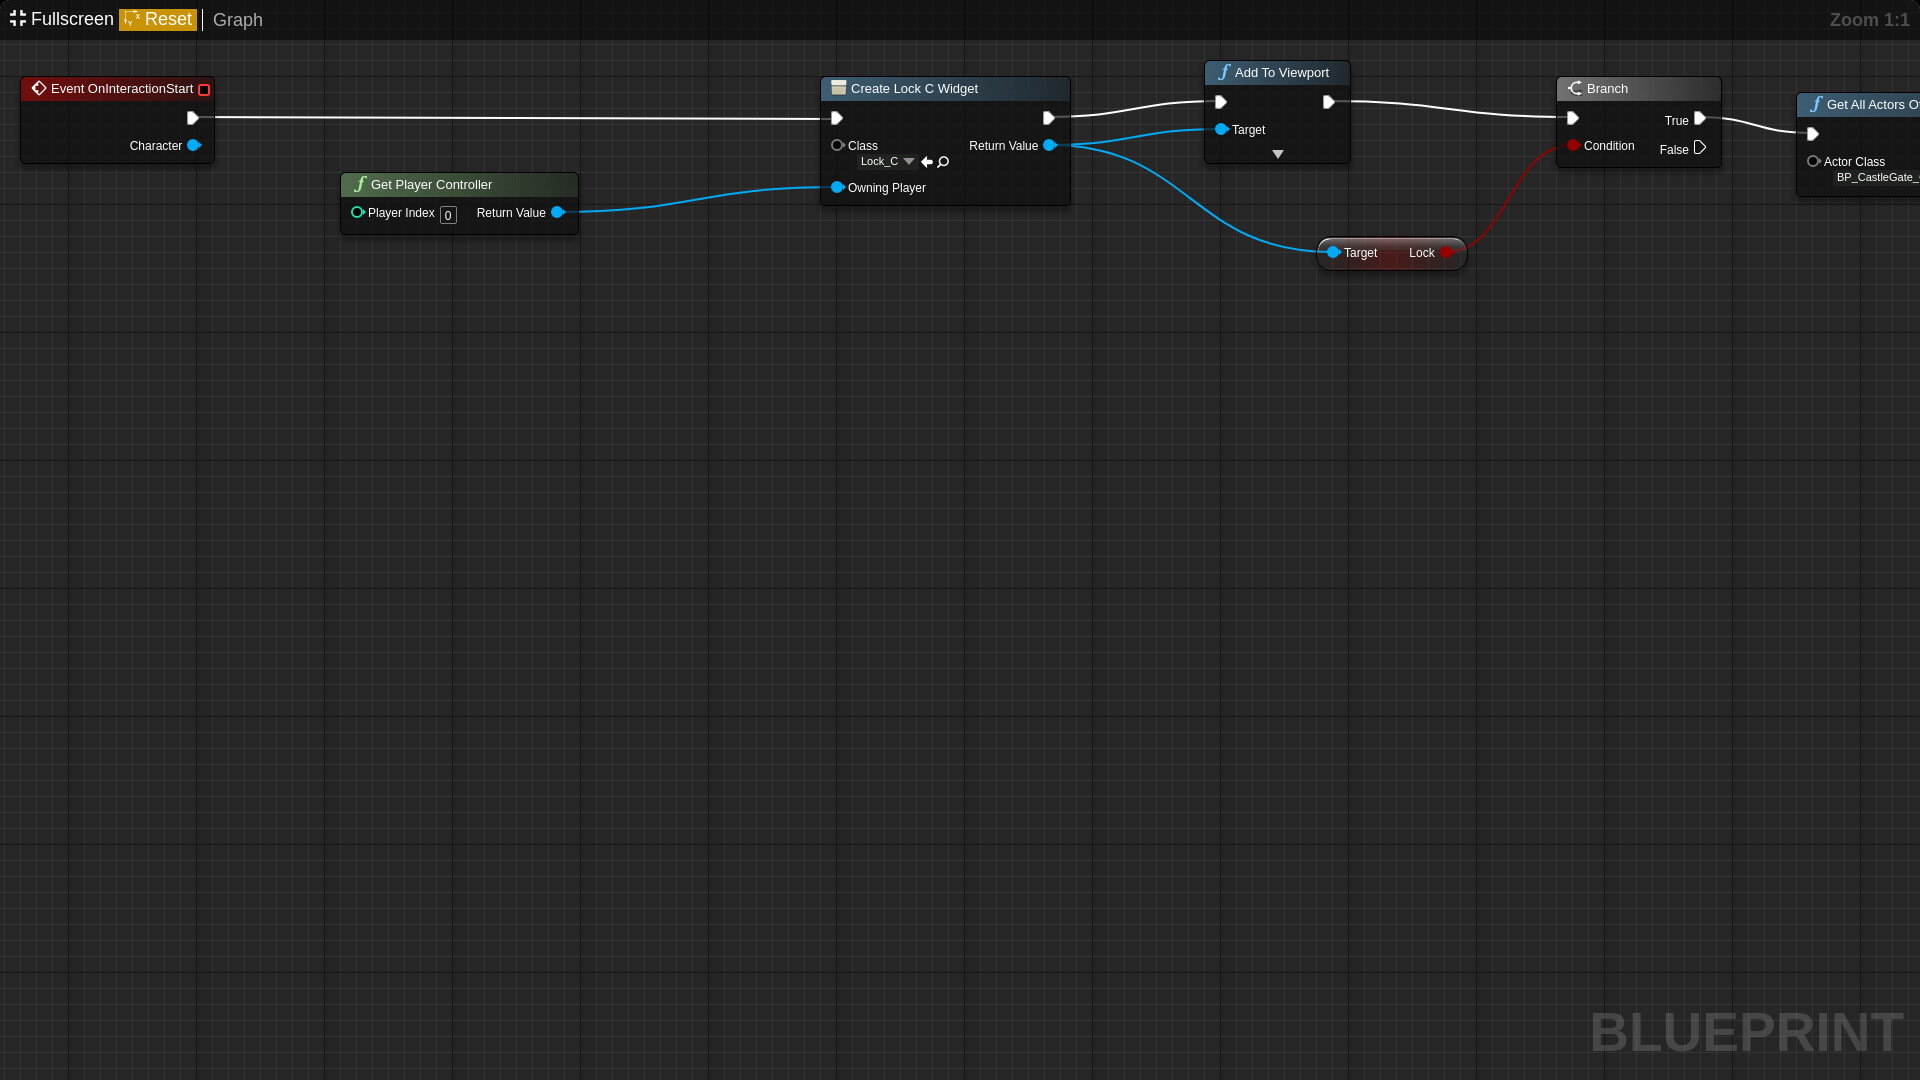 Fullscreen Reset Graph Zoom 1:1
Event OnInteractionStart
Character
Get Player Controller
Player Index 0 Return Value
Create Lock C Widget
Class
Lock_C
Return Value
Owning Player
Add To Viewport
Target
Target Lock
Branch
True
Condition
False
Get All Actors O
Actor Class
BP_CastleGate_
BLUEPRINT